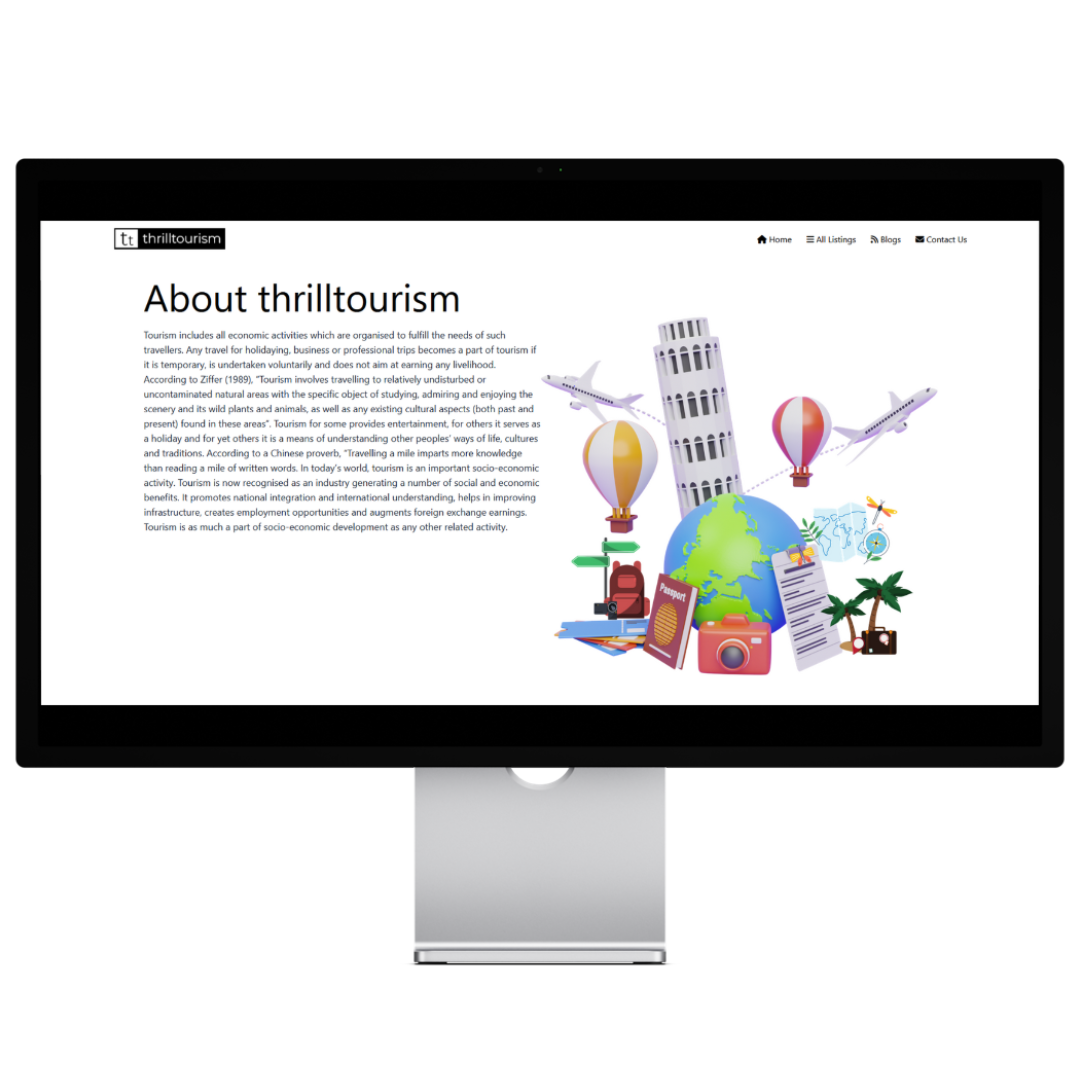 tt thrilltourism
Home All Listings Blogs Contact Us
About thrilltourism
Tourism includes all economic activities which are organised to fulfill the needs of such
travellers. Any travel for holidaying, business or professional trips becomes a part of tourism if
it is temporary, is undertaken voluntarily and does not aim at earning any livelihood.
According to Ziffer (1989), "Tourism involves travelling to relatively undisturbed or
uncontaminated natural areas with the specific object of studying, admiring and enjoying the
scenery and its wild plants and animals, as well as any existing cultural aspects (both past and
present) found in these areas". Tourism for some provides entertainment, for others it serves as
a holiday and for yet others it is a means of understanding other peoples' ways of life, cultures
and traditions. According to a Chinese proverb, "Travelling a mile imparts more knowledge
than reading a mile of written words. In today's world, tourism is an important socio-economic
activity. Tourism is now recognised as an industry generating a number of social and economic
benefits. It promotes national integration and international understanding, helps in improving
infrastructure, creates employment opportunities and augments foreign exchange earnings.
Tourism is as much a part of socio-economic development as any other related activity.
Passport